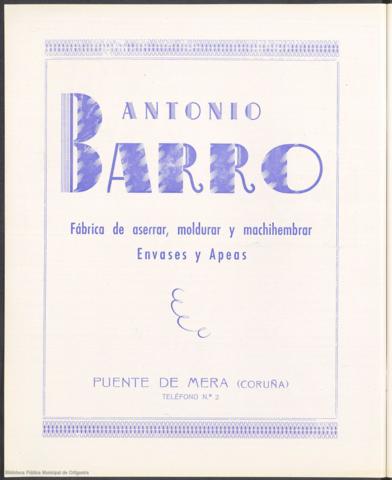 ANTONIO
BARRO
Fábrica de aserrar, moldurar y machihembrar
Envases y Apeas
PUENTE DE MERA (CORUÑA)
TELÉFONO N.º 2
Biblioteca Pública Municipal de Ortigueira